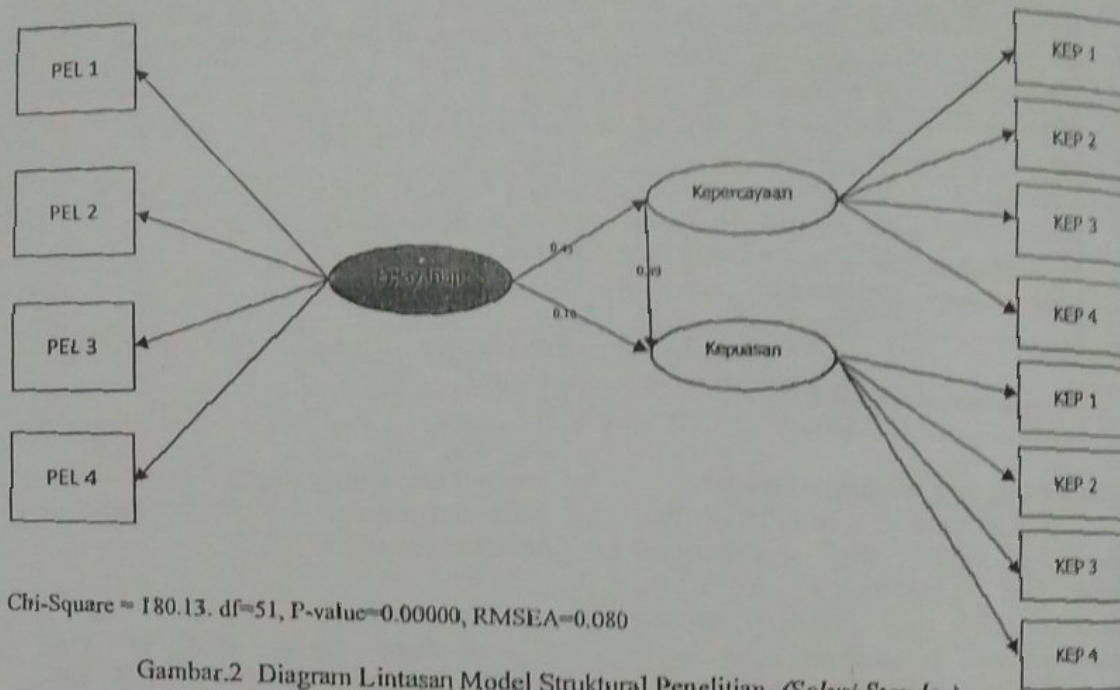 PEL 1
PEL 2
PEL 3
PEL 4
Kepercayaan
Kepuasan
KEP 1
KEP 2
KEP 3
KEP 4
KEP 1
KEP 2
KEP 3
KEP 4
Chi-Square = 180.13. df=51, P-value=0.00000, RMSEA=0.080
Gambar.2 Diagram Lintasan Model Struktural Penelitian